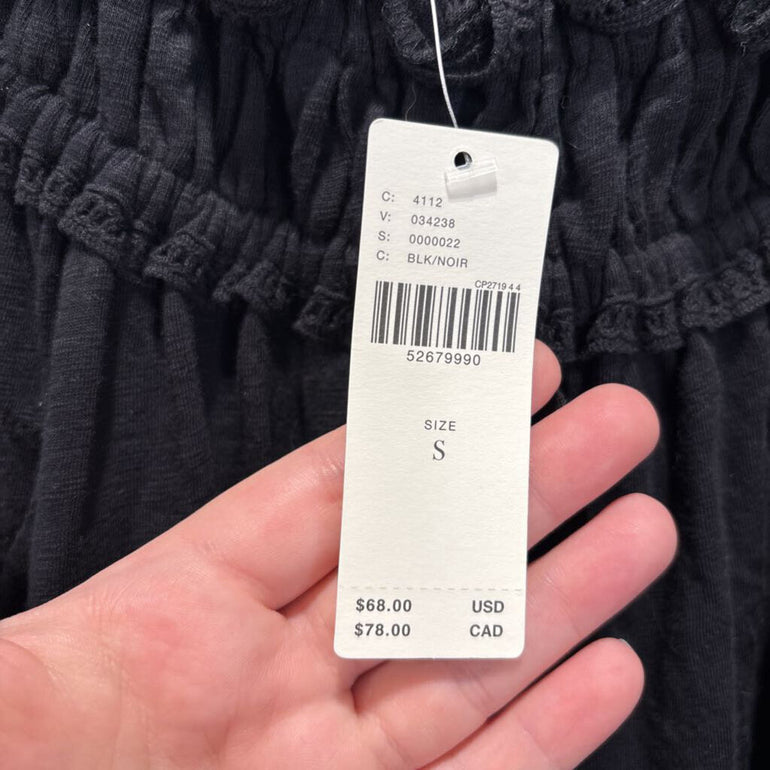 C: 4112
V: 034238
S: 0000022
C: BLK/NOIR
CP2719 4 4
52679990
SIZE
S
$68.00 USD
$78.00 CAD